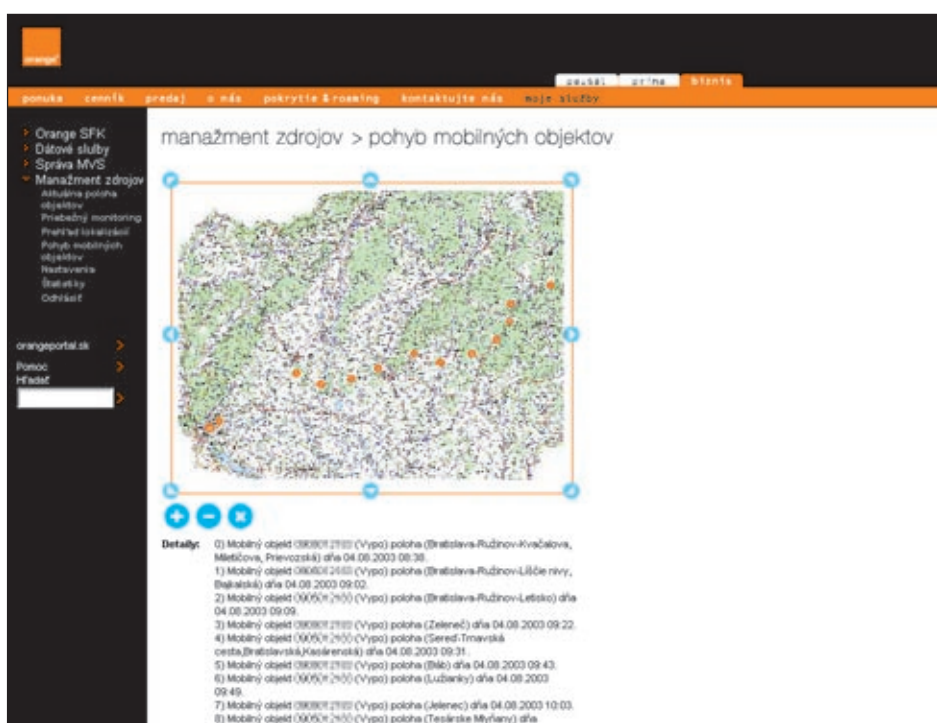 orange™
paušál prima biznis
ponuka cenník predaj o nás pokrytie & roaming kontaktujte nás moje služby
Orange SFK
Dátové služby
Správa MVS
Manažment zdrojov
Aktuálna poloha
objektov
Priebežný monitoring
Prehľad lokalizácií
Pohyb mobilných
objektov
Nastavenia
Štatistiky
Odhlásiť
orangeportal.sk
Pomoc
Hľadať
manažment zdrojov > pohyb mobilných objektov
Detaily:
0) Mobilný objekt (Vypo) poloha (Bratislava-Ružinov-Kvačalova,
Miletičova, Prievozská) dňa 04.08.2003 08:38.
1) Mobilný objekt (Vypo) poloha (Bratislava-Ružinov-Líščie nivy,
Bajkalská) dňa 04.08.2003 09:02.
2) Mobilný objekt (Vypo) poloha (Bratislava-Ružinov-Letisko) dňa
04.08.2003 09:09.
3) Mobilný objekt (Vypo) poloha (Zeleneč) dňa 04.08.2003 09:22.
4) Mobilný objekt (Vypo) poloha (Sereď-Trnavská
cesta,Bratislavská,Kasárenská) dňa 04.08.2003 09:31.
5) Mobilný objekt (Vypo) poloha (Báb) dňa 04.08.2003 09:43.
6) Mobilný objekt (Vypo) poloha (Lužianky) dňa 04.08.2003
09:49.
7) Mobilný objekt (Vypo) poloha (Jelenec) dňa 04.08.2003 10:03.
8) Mobilný objekt (Vypo) poloha (Tesárske Mlyňany) dňa